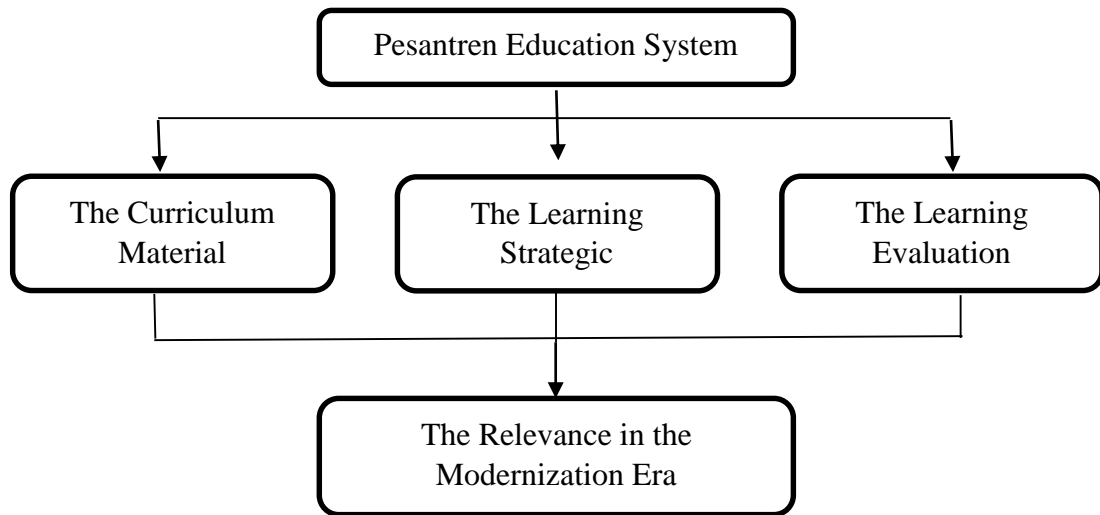 Pesantren Education System
The Curriculum
Material
The Learning
Strategic
The Learning
Evaluation
The Relevance in the
Modernization Era